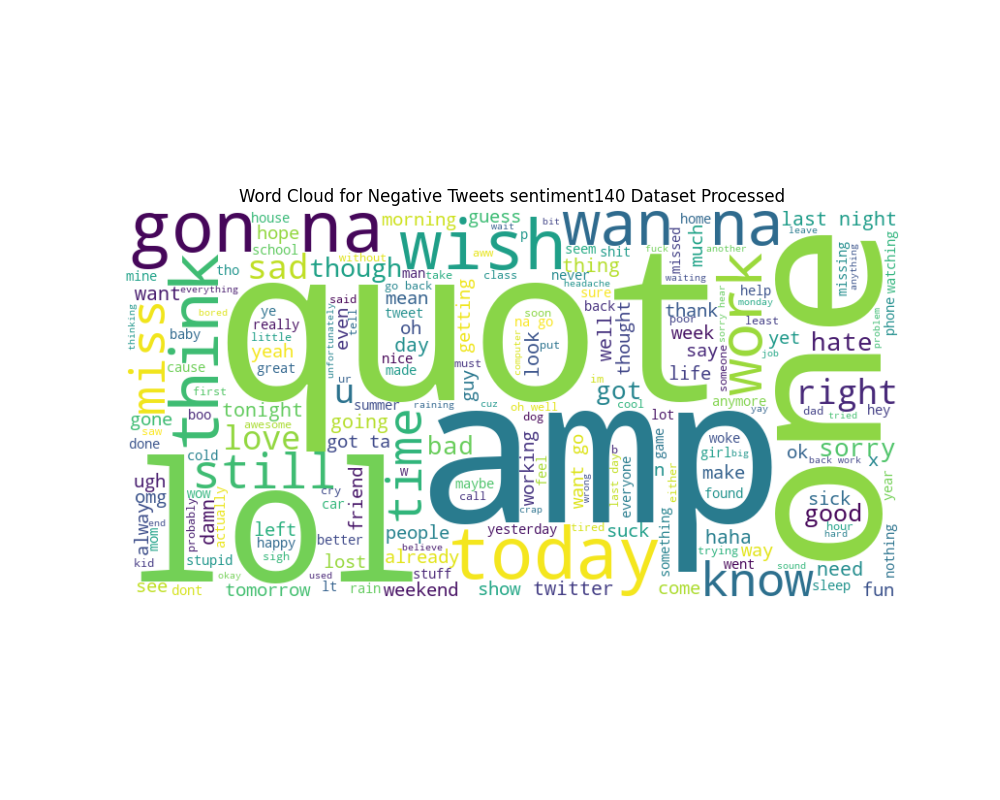 Word Cloud for Negative Tweets sentiment140 Dataset Processed
gon na
house
hope
school
morning
guess
p
wait
bit
aww
wish
wan na
home
last night
leave
mine
tho
without
sad
though
man
take
class
never
headache
seem
shit
thing
sure
fuck
missed
much
another
waiting
missing
anything
watching
want
everything
think
thinking
miss
bored
baby
cause
first
ye
really
little
yeah
great
said
tell
even
unfortunately
go back
mean
tweet
oh
day
nice
made
getting
guy
must
soon
na go
computer
look
put
back
well
thought
im
thank
poor
week
say
life
someone
sorry hear
work
help
monday
least
job
yet
phone
problem
hate
quote
one
u
ur
summer
raining
cuz
oh well
dog
got
cool
lot
anymore
yay
right
dad
tried
hey
gone
saw
boo
tonight
awesome
love
going
got ta
time
bad
done
cold
still
w
working
feel
want go
last day
b
wrong
everyone
game
n
either
woke
girl
big
make
found
ok
back work
x
sorry
year
ugh
omg
always
mom
end
kid
wow
probably
damn
actually
stupid
okay
lol
left
happy
sigh
cry
car
better
friend
lost
used
lt
rain
maybe
call
crap
amp
people
believe
already
stuff
weekend
yesterday
tired
today
suck
something
haha
trying
way
went
know
come
sound
sick
good
hour
hard
need
sleep
nothing
fun
see
dont
tomorrow
show
twitter